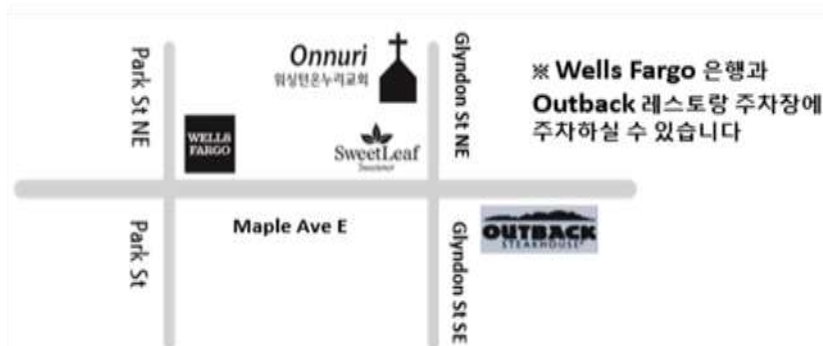 Park St NE
Onnuri
워싱턴온누리교회
Glyndon St NE
※ Wells Fargo 은행과
Outback 레스토랑 주차장에
주차하실 수 있습니다
WELLS
FARGO
SweetLeaf
Sweetener
Maple Ave E
Park St
Glyndon St SE
OUTBACK
STEAKHOUSE